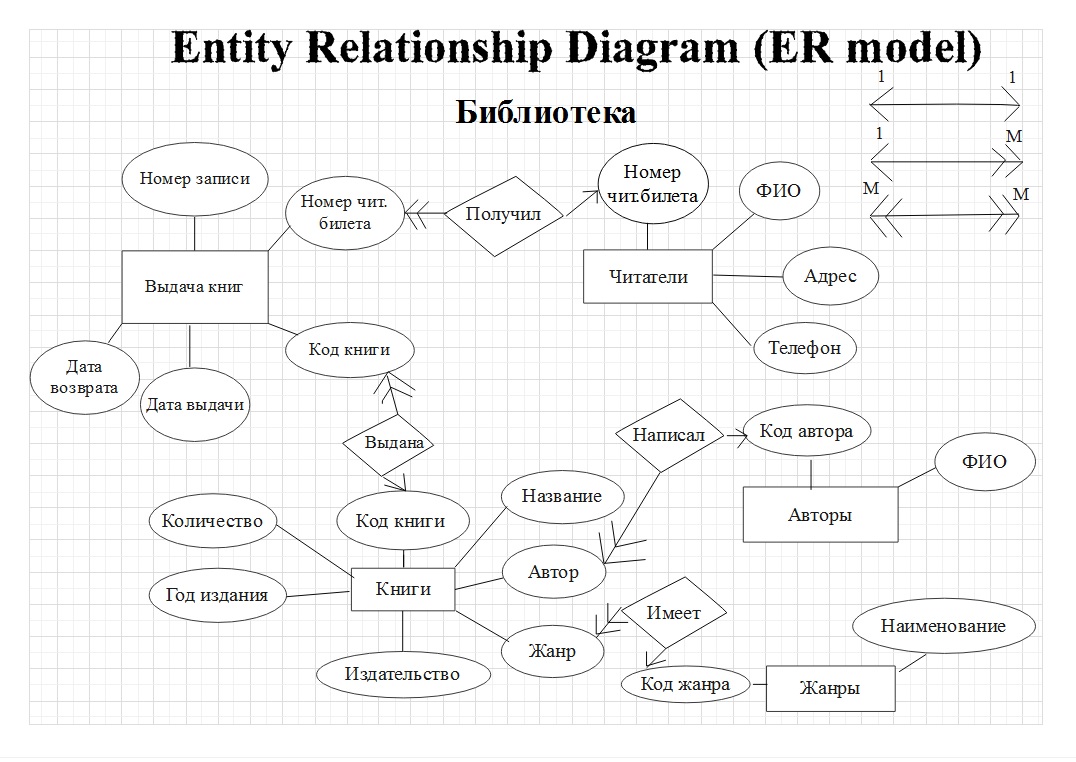 Entity Relationship Diagram (ER model)
Библиотека
1
1
1
М
М
М
Номер записи
Номер чит.
билета
Получил
Номер
чит.билета
ФИО
Выдача книг
Читатели
Адрес
Дата
возврата
Дата выдачи
Код книги
Телефон
Выдана
Написал
Код автора
ФИО
Авторы
Количество
Код книги
Название
Год издания
Книги
Автор
Издательство
Жанр
Имеет
Код жанра
Жанры
Наименование